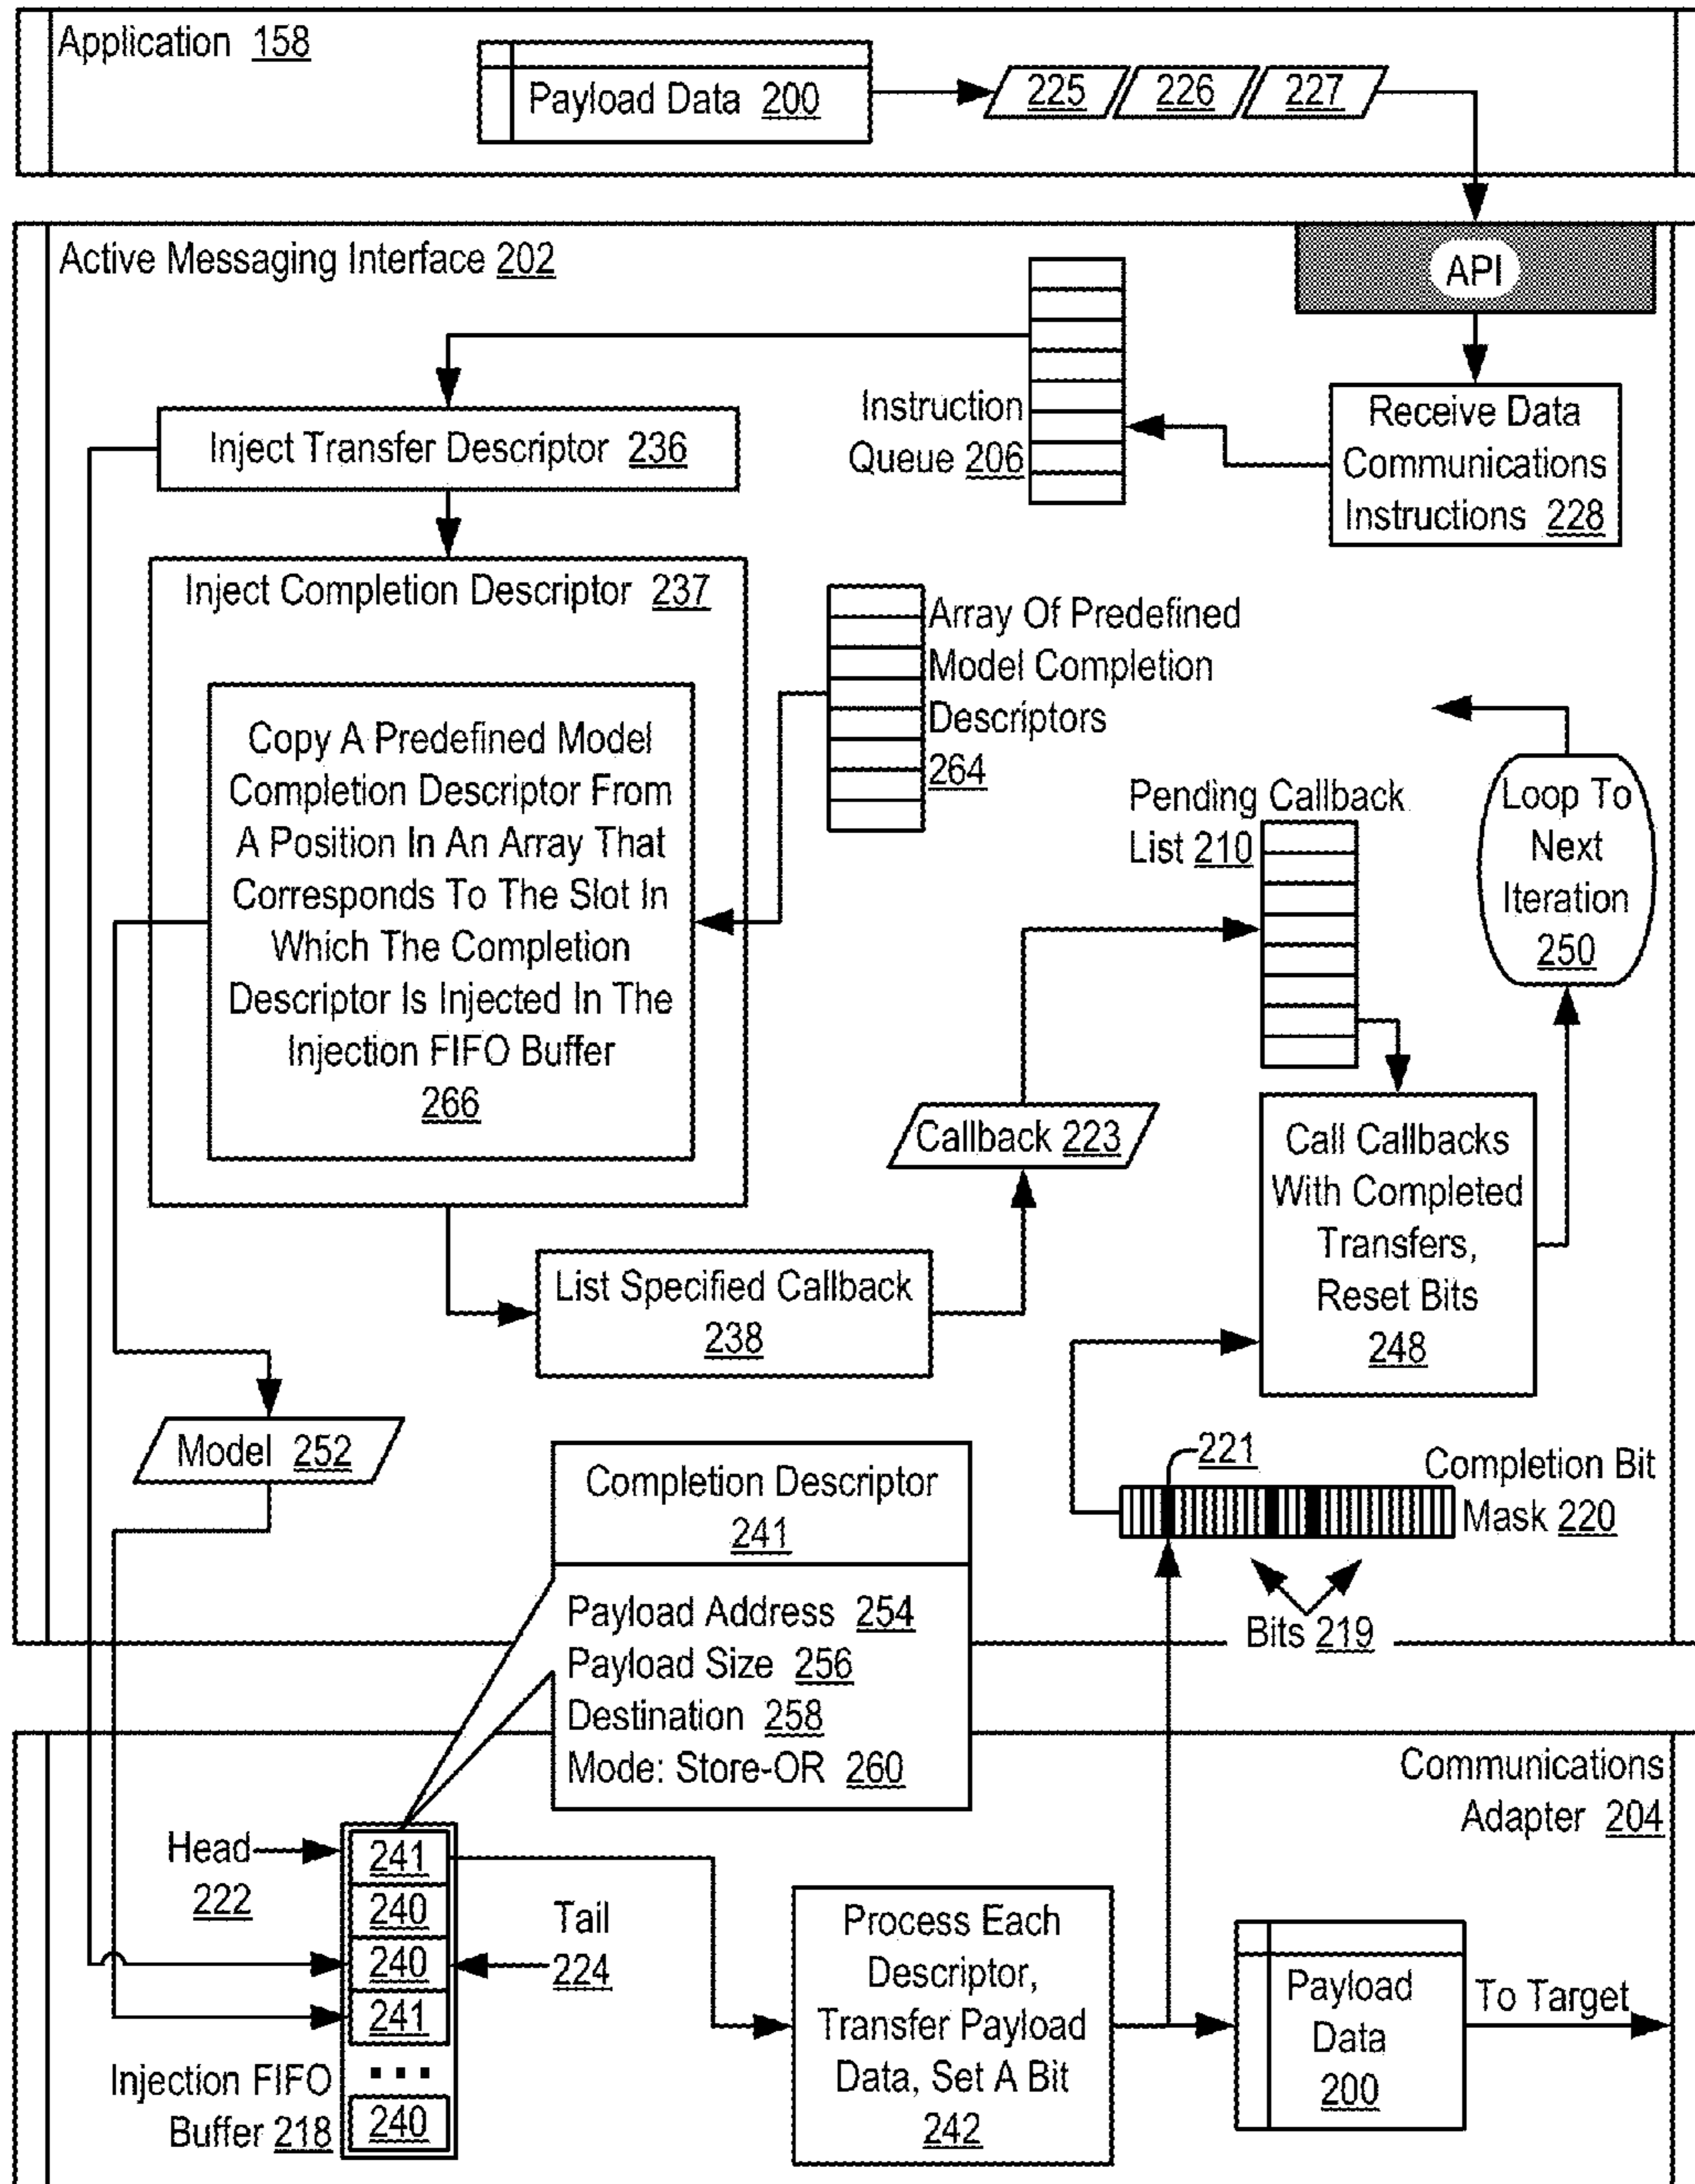 Application 158
Payload Data 200
225
226
227
Active Messaging Interface 202
API
Instruction
Queue 206
Receive Data
Communications
Instructions 228
Inject Transfer Descriptor 236
Inject Completion Descriptor 237
Copy A Predefined Model
Completion Descriptor From
A Position In An Array That
Corresponds To The Slot In
Which The Completion
Descriptor Is Injected In The
Injection FIFO Buffer
266
Array Of Predefined
Model Completion
Descriptors
264
Pending Callback
List 210
Loop To
Next
Iteration
250
Callback 223
Call Callbacks
With Completed
Transfers,
Reset Bits
248
List Specified Callback
238
Model 252
Completion Descriptor
241
Payload Address 254
Payload Size 256
Destination 258
Mode: Store-OR 260
221
Completion Bit
Mask 220
Bits 219
Communications
Adapter 204
Head
222
241
240
240
241
...
240
Tail
224
Injection FIFO
Buffer 218
Process Each
Descriptor,
Transfer Payload
Data, Set A Bit
242
Payload
Data
200
To Target